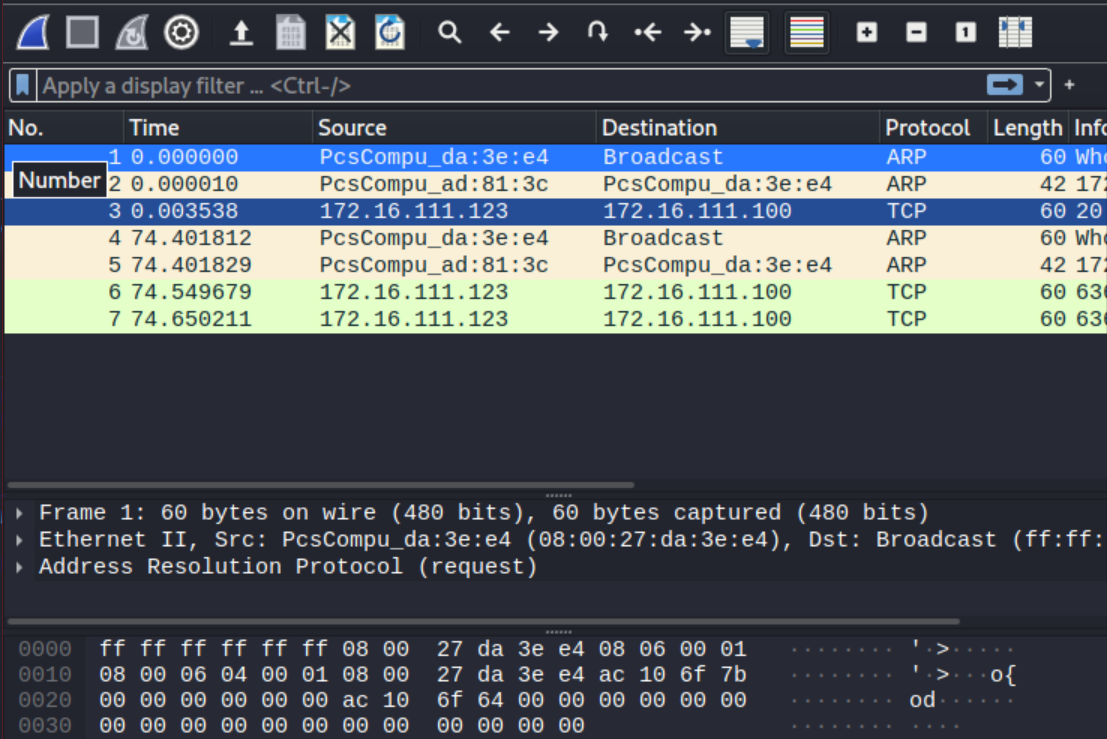 Apply a display filter ... <Ctrl-/>
No. Time Source Destination Protocol Length Info
1 0.000000 PcsCompu_da:3e:e4 Broadcast ARP 60 Who
Number
2 0.000010 PcsCompu_ad:81:3c PcsCompu_da:3e:e4 ARP 42 172
3 0.003538 172.16.111.123 172.16.111.100 TCP 60 20
4 74.401812 PcsCompu_da:3e:e4 Broadcast ARP 60 Who
5 74.401829 PcsCompu_ad:81:3c PcsCompu_da:3e:e4 ARP 42 172
6 74.549679 172.16.111.123 172.16.111.100 TCP 60 636
7 74.650211 172.16.111.123 172.16.111.100 TCP 60 636
Frame 1: 60 bytes on wire (480 bits), 60 bytes captured (480 bits)
Ethernet II, Src: PcsCompu_da:3e:e4 (08:00:27:da:3e:e4), Dst: Broadcast (ff:ff:
Address Resolution Protocol (request)
0000 ff ff ff ff ff ff 08 00 27 da 3e e4 08 06 00 01 ········ '·>·····
0010 08 00 06 04 00 01 08 00 27 da 3e e4 ac 10 6f 7b ········ '·>···o{
0020 00 00 00 00 00 00 ac 10 6f 64 00 00 00 00 00 00 ········ od······
0030 00 00 00 00 00 00 00 00 00 00 00 00 ········ ····